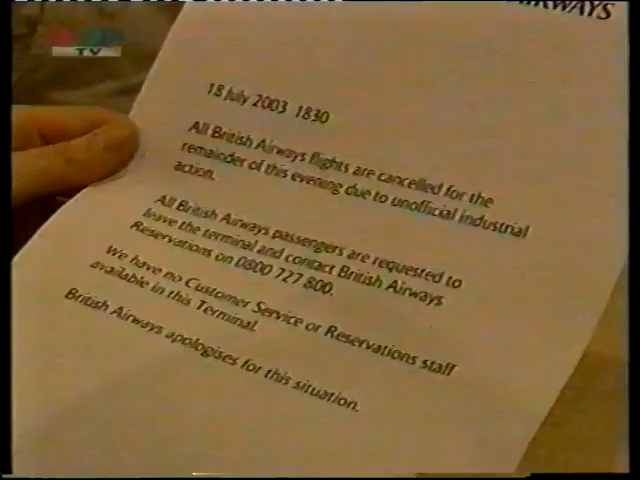 AIRWAYS
TV
18 July 2003 1830
All British Airways flights are cancelled for the
remainder of this evening due to unofficial industrial
action.
All British Airways passengers are requested to
leave the terminal and contact British Airways
Reservations on 0800 727 800.
We have no Customer Service or Reservations staff
available in this Terminal.
British Airways apologises for this situation.